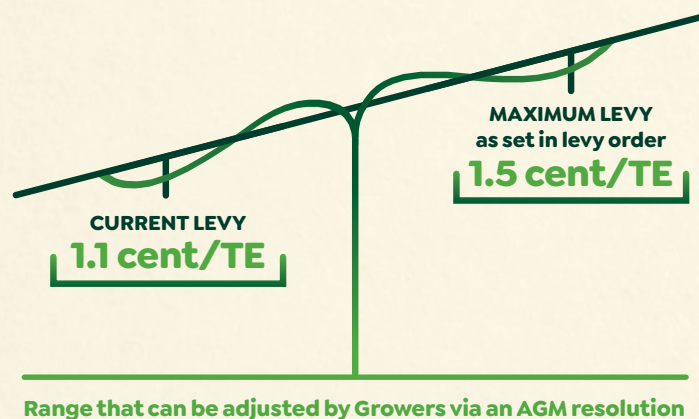 CURRENT LEVY
1.1 cent/TE
MAXIMUM LEVY
as set in levy order
1.5 cent/TE
Range that can be adjusted by Growers via an AGM resolution